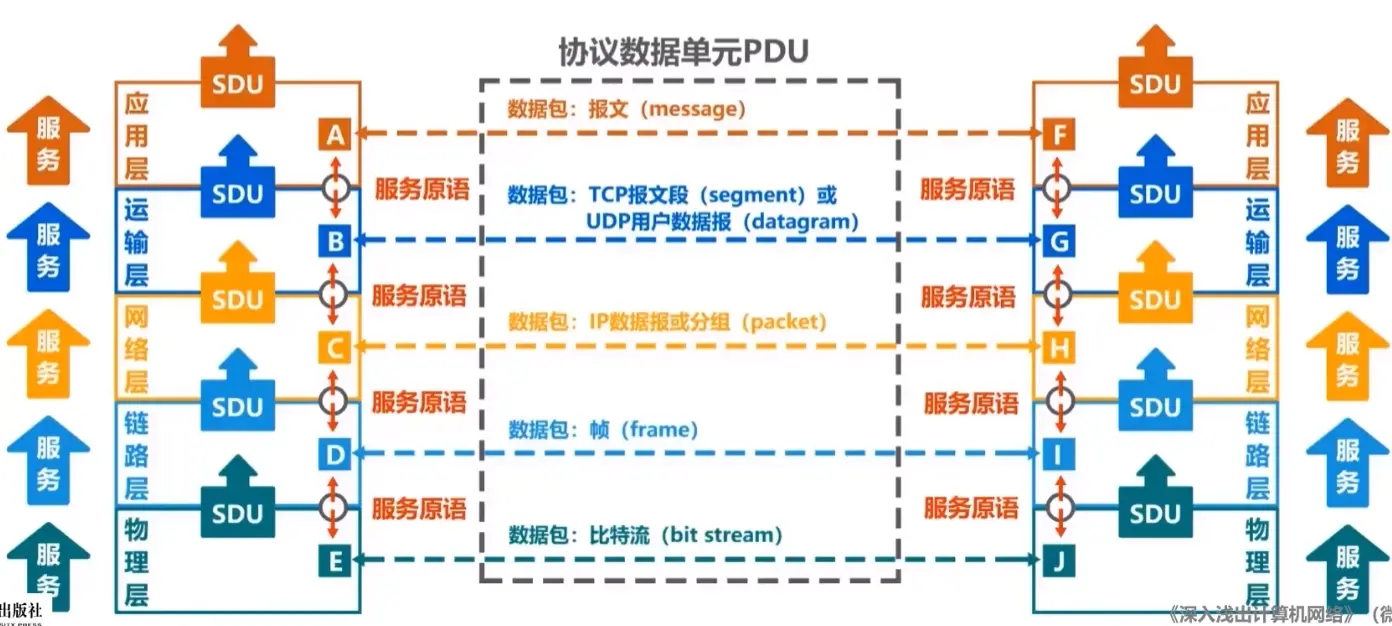 协议数据单元PDU
SDU
SDU
应用层
数据包：报文（message）
应用层
服务
A
F
服务
SDU
服务原语
服务原语
SDU
运输层
数据包：TCP报文段（segment）或
UDP用户数据报（datagram）
运输层
服务
B
G
服务
SDU
服务原语
服务原语
SDU
网络层
数据包：IP数据报或分组（packet）
网络层
服务
C
H
服务
SDU
服务原语
服务原语
SDU
链路层
数据包：帧（frame）
链路层
服务
D
I
服务
SDU
服务原语
服务原语
SDU
物理层
数据包：比特流（bit stream）
物理层
服务
E
J
服务
出版社
SITY PRESS
《深入浅出计算机网络》（微